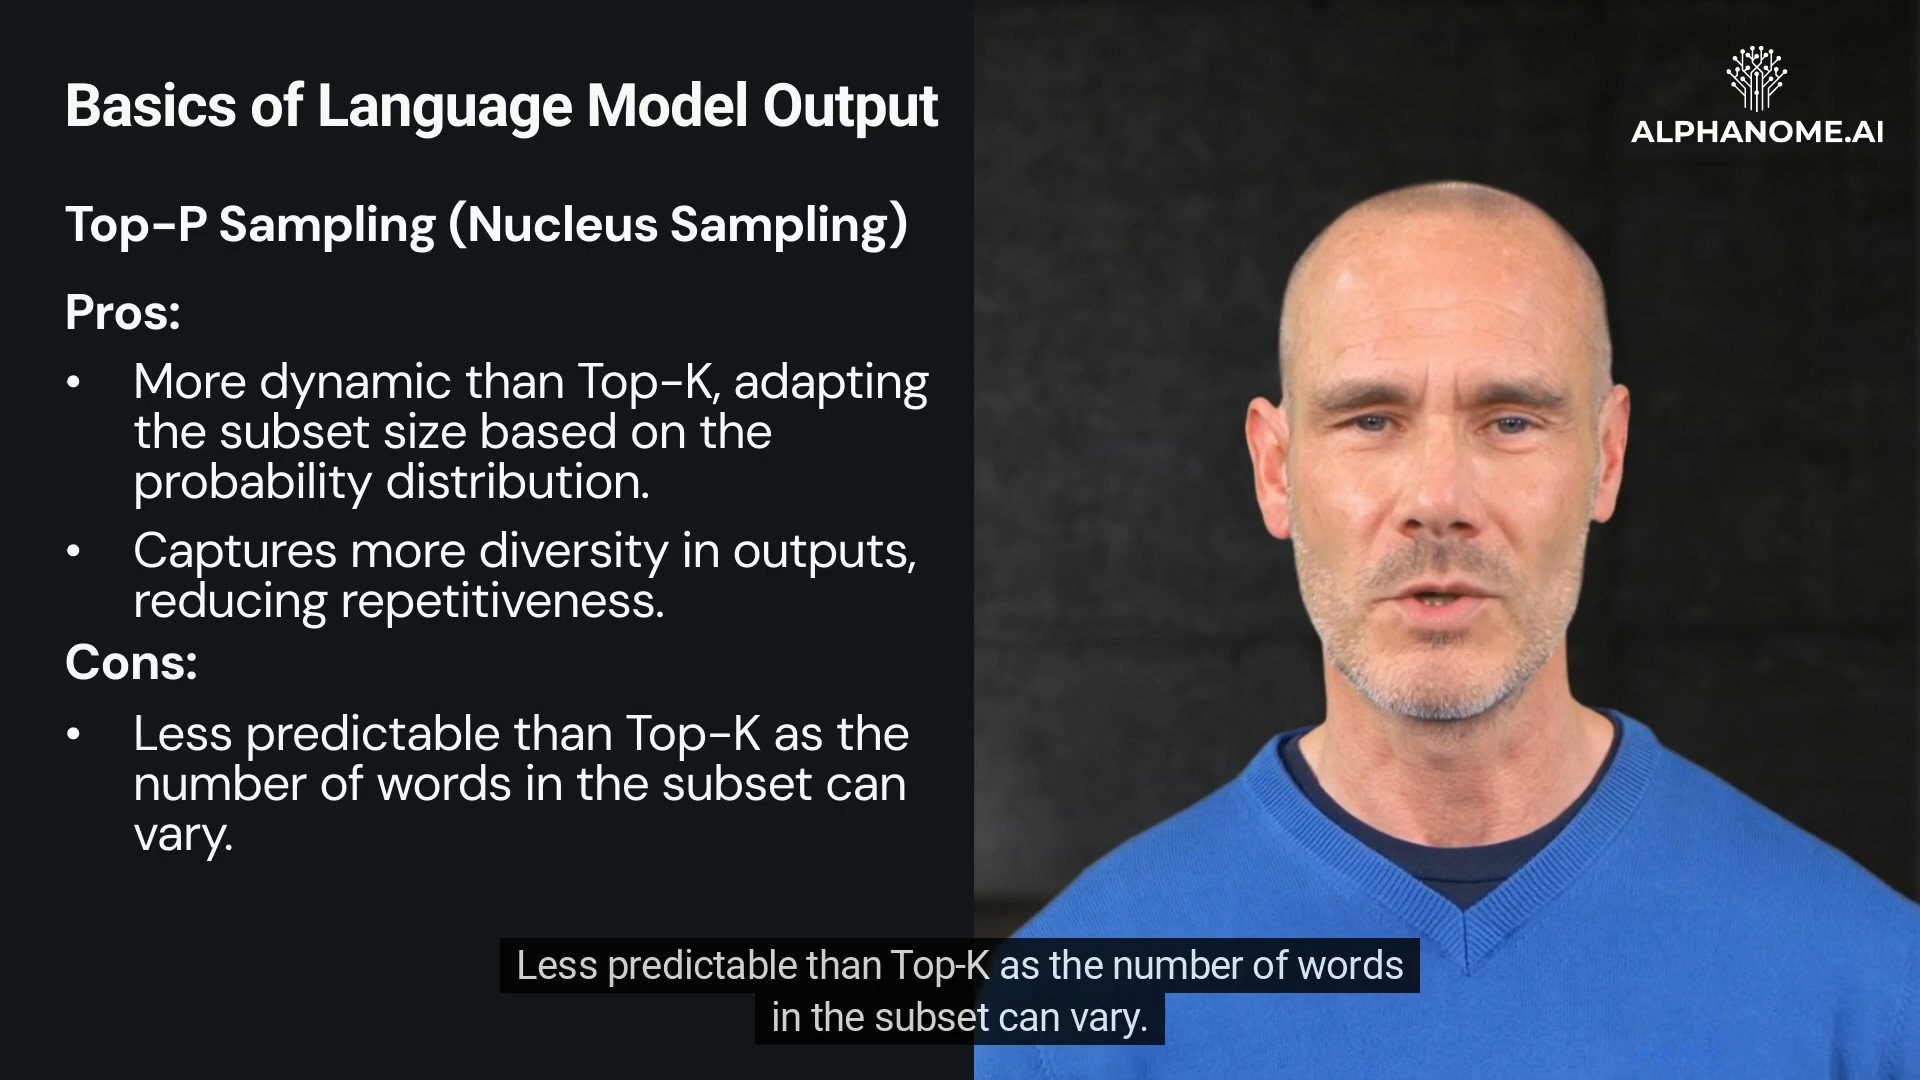 Basics of Language Model Output
ALPHANOME.AI
Top-P Sampling (Nucleus Sampling)
Pros:
• More dynamic than Top-K, adapting
the subset size based on the
probability distribution.
• Captures more diversity in outputs,
reducing repetitiveness.
Cons:
• Less predictable than Top-K as the
number of words in the subset can
vary.
Less predictable than Top-K as the number of words
in the subset can vary.